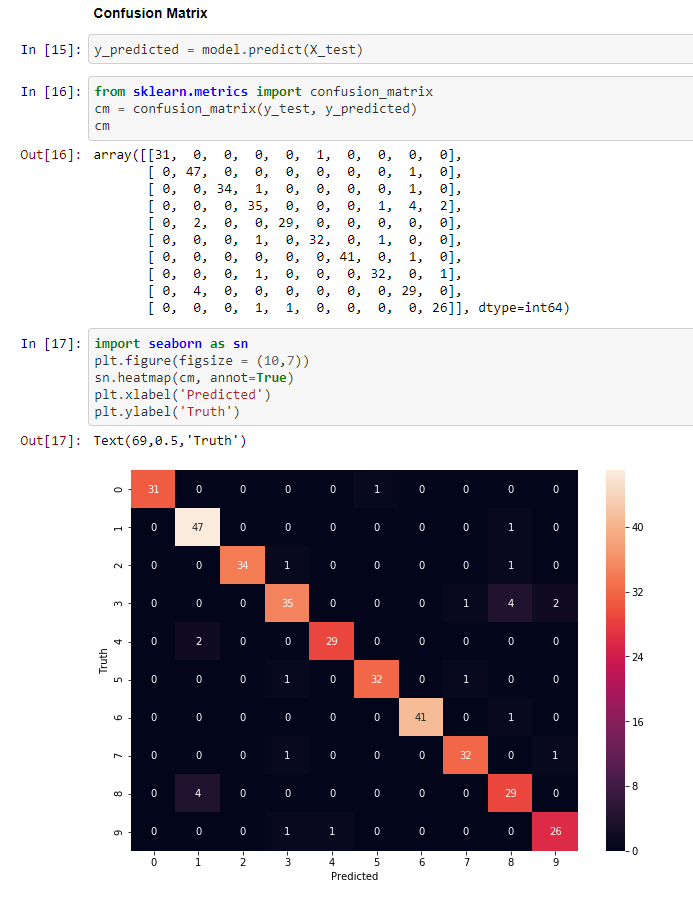 Confusion Matrix
In [15]: y_predicted = model.predict(X_test)
In [16]: from sklearn.metrics import confusion_matrix
cm = confusion_matrix(y_test, y_predicted)
cm
Out[16]: array([[31, 0, 0, 0, 0, 1, 0, 0, 0, 0],
[ 0, 47, 0, 0, 0, 0, 0, 0, 1, 0],
[ 0, 0, 34, 1, 0, 0, 0, 0, 1, 0],
[ 0, 0, 0, 35, 0, 0, 0, 1, 4, 2],
[ 0, 2, 0, 0, 29, 0, 0, 0, 0, 0],
[ 0, 0, 0, 1, 0, 32, 0, 1, 0, 0],
[ 0, 0, 0, 0, 0, 0, 41, 0, 1, 0],
[ 0, 0, 0, 1, 0, 0, 0, 32, 0, 1],
[ 0, 4, 0, 0, 0, 0, 0, 0, 29, 0],
[ 0, 0, 0, 1, 1, 0, 0, 0, 0, 26]], dtype=int64)
In [17]: import seaborn as sn
plt.figure(figsize = (10,7))
sn.heatmap(cm, annot=True)
plt.xlabel('Predicted')
plt.ylabel('Truth')
Out[17]: Text(69,0.5,'Truth')
0 31 0 0 0 0 1 0 0 0 0
1 0 47 0 0 0 0 0 0 1 0
40
2 0 0 34 1 0 0 0 0 1 0
3 0 0 0 35 0 0 0 1 4 2
32
4 0 2 0 0 29 0 0 0 0 0
Truth
24
5 0 0 0 1 0 32 0 1 0 0
6 0 0 0 0 0 0 41 0 1 0
16
7 0 0 0 1 0 0 0 32 0 1
8 0 4 0 0 0 0 0 0 29 0
8
9 0 0 0 1 1 0 0 0 0 26
0
0 1 2 3 4 5 6 7 8 9
Predicted